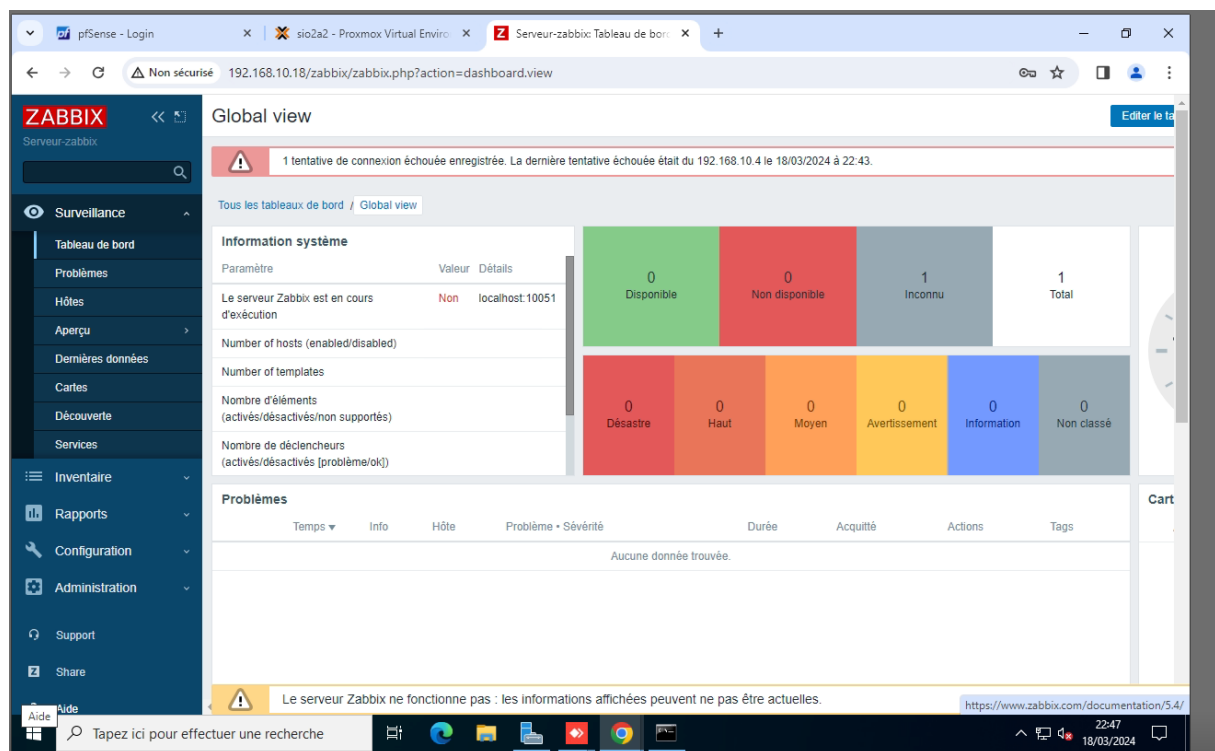 pfSense - Login
sio2a2 - Proxmox Virtual Enviro
Serveur-zabbix: Tableau de bord
Non sécurisé
192.168.10.18/zabbix/zabbix.php?action=dashboard.view
ZABBIX
Serveur-zabbix
Surveillance
Tableau de bord
Problèmes
Hôtes
Aperçu
Dernières données
Cartes
Découverte
Services
Inventaire
Rapports
Configuration
Administration
Support
Share
Aide
Aide
Global view
Editer le ta
1 tentative de connexion échouée enregistrée. La dernière tentative échouée était du 192.168.10.4 le 18/03/2024 à 22:43.
Tous les tableaux de bord / Global view
Information système
Paramètre Valeur Détails
Le serveur Zabbix est en cours Non localhost:10051
d'exécution
Number of hosts (enabled/disabled)
Number of templates
Nombre d'éléments
(activés/désactivés/non supportés)
Nombre de déclencheurs
(activés/désactivés [problème/ok])
0 0 1 1
Disponible Non disponible Inconnu Total
0 0 0 0 0 0
Désastre Haut Moyen Avertissement Information Non classé
Problèmes
Temps Info Hôte Problème • Sévérité Durée Acquitté Actions Tags
Aucune donnée trouvée.
Cart
Le serveur Zabbix ne fonctionne pas : les informations affichées peuvent ne pas être actuelles.
https://www.zabbix.com/documentation/5.4/
Tapez ici pour effectuer une recherche
22:47
18/03/2024